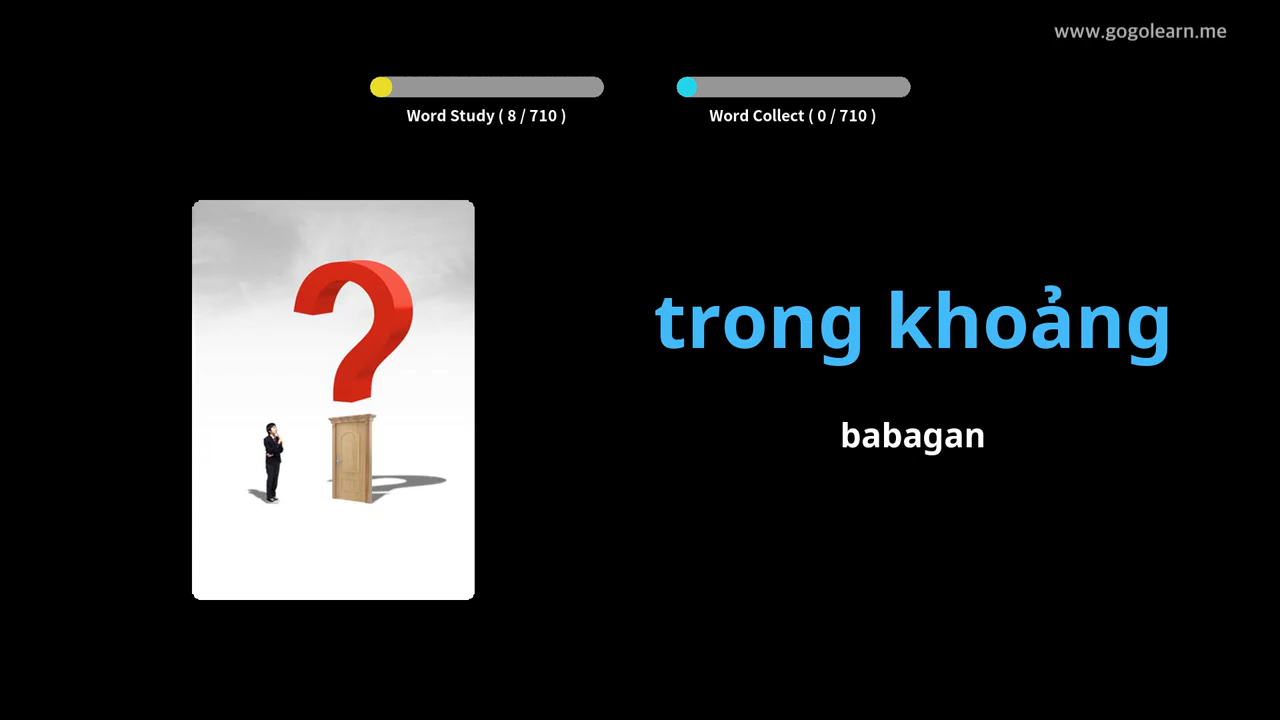 www.gogolearn.me
Word Study ( 8 / 710 )
Word Collect ( 0 / 710 )
trong khoảng
babagan